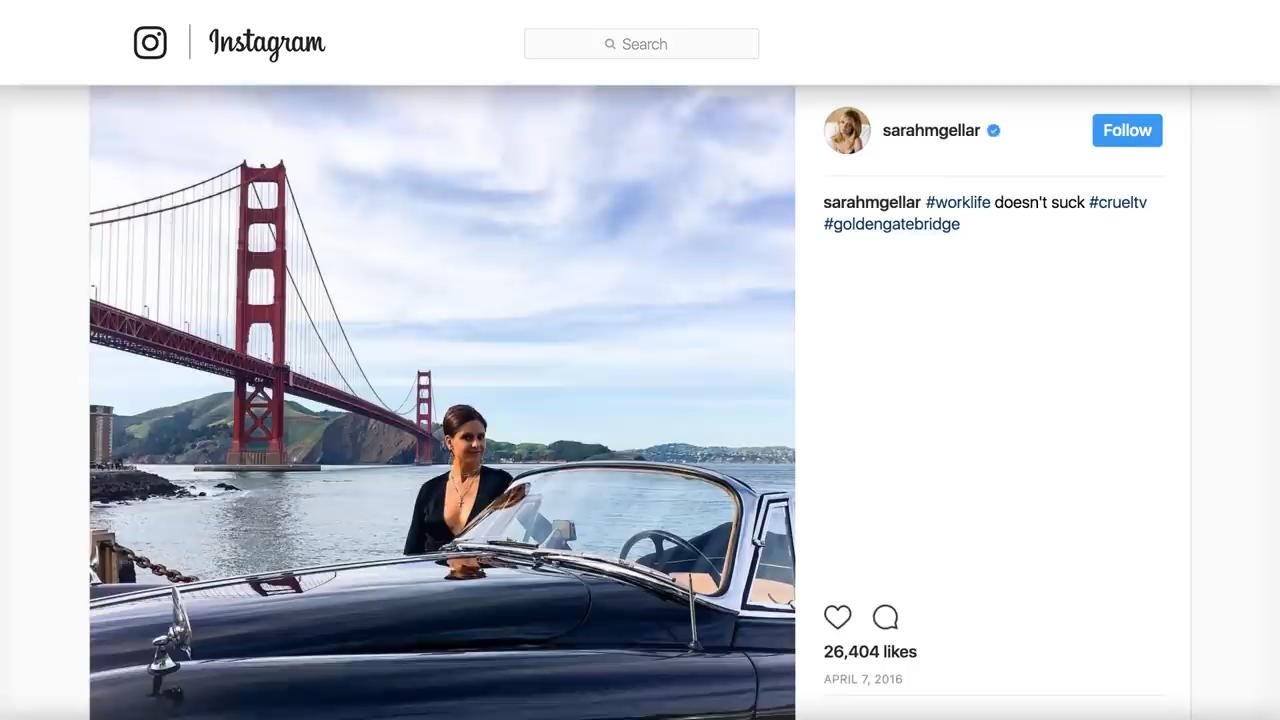 Instagram
Search
sarahmgellar
Follow
sarahmgellar #worklife doesn't suck #crueltv
#goldengatebridge
26,404 likes
APRIL 7, 2016